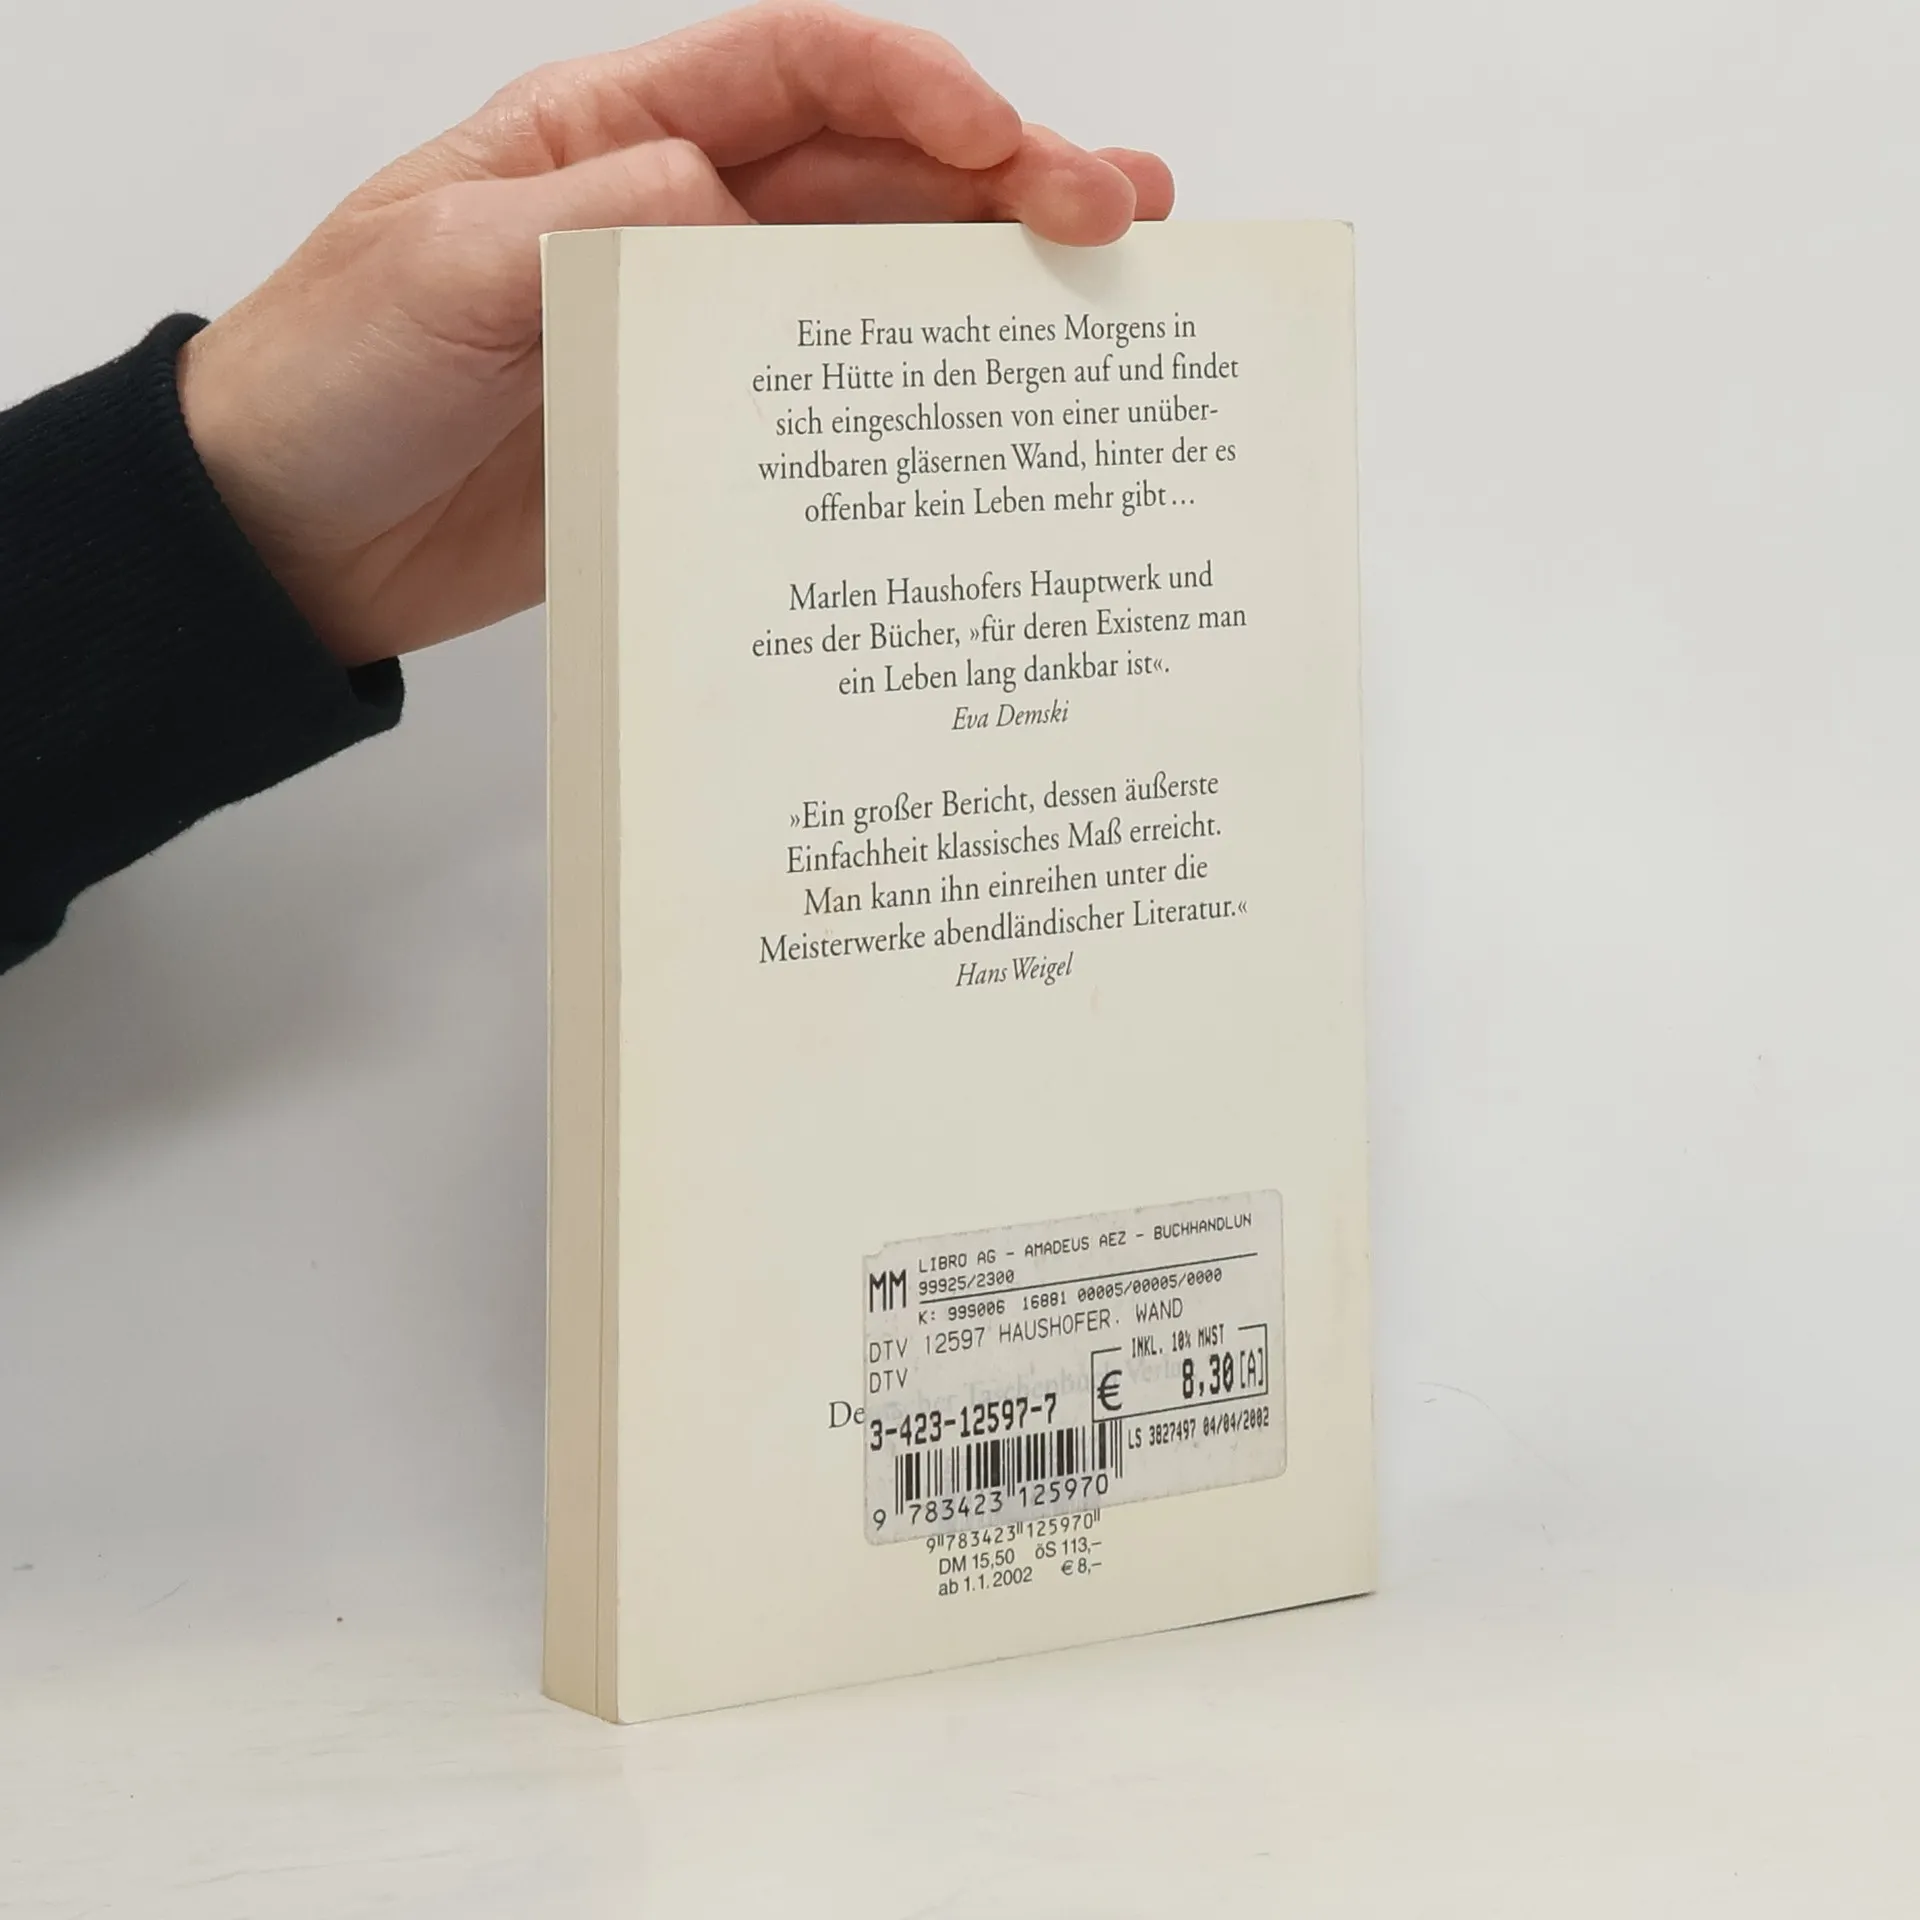 Eine Frau wacht eines Morgens in
einer Hütte in den Bergen auf und findet
sich eingeschlossen von einer unüber-
windbaren gläsernen Wand, hinter der es
offenbar kein Leben mehr gibt...
Marlen Haushofers Hauptwerk und
eines der Bücher, »für deren Existenz man
ein Leben lang dankbar ist«.
Eva Demski
»Ein großer Bericht, dessen äußerste
Einfachheit klassisches Maß erreicht.
Man kann ihn einreihen unter die
Meisterwerke abendländischer Literatur.«
Hans Weigel
MM LIBRO AG - AMADEUS AEZ - BUCHHANDLUN
99925/2300
K: 999006 16881 00005/00005/0000
DTV 12597 HAUSHOFER. WAND
DTV
INKL. 10% MWST
€ 8,30[A]
De
Taschenbuch Verl
3-423-12597-7
LS 3827497 04/04/2002
9 783423 125970
9 783423 125970
DM 15,50 öS 113,–
ab 1.1.2002 € 8,–